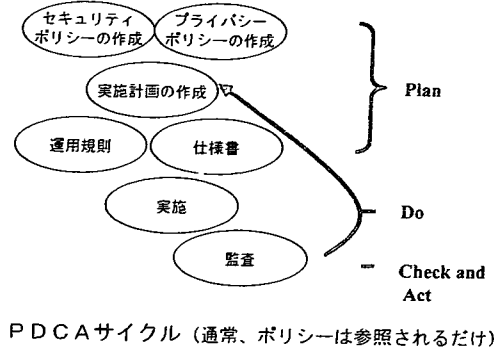 セキュリティ
ポリシーの作成
プライバシー
ポリシーの作成
実施計画の作成
Plan
運用規則
仕様書
実施
Do
監査
Check and
Act
PDCAサイクル（通常、ポリシーは参照されるだけ）